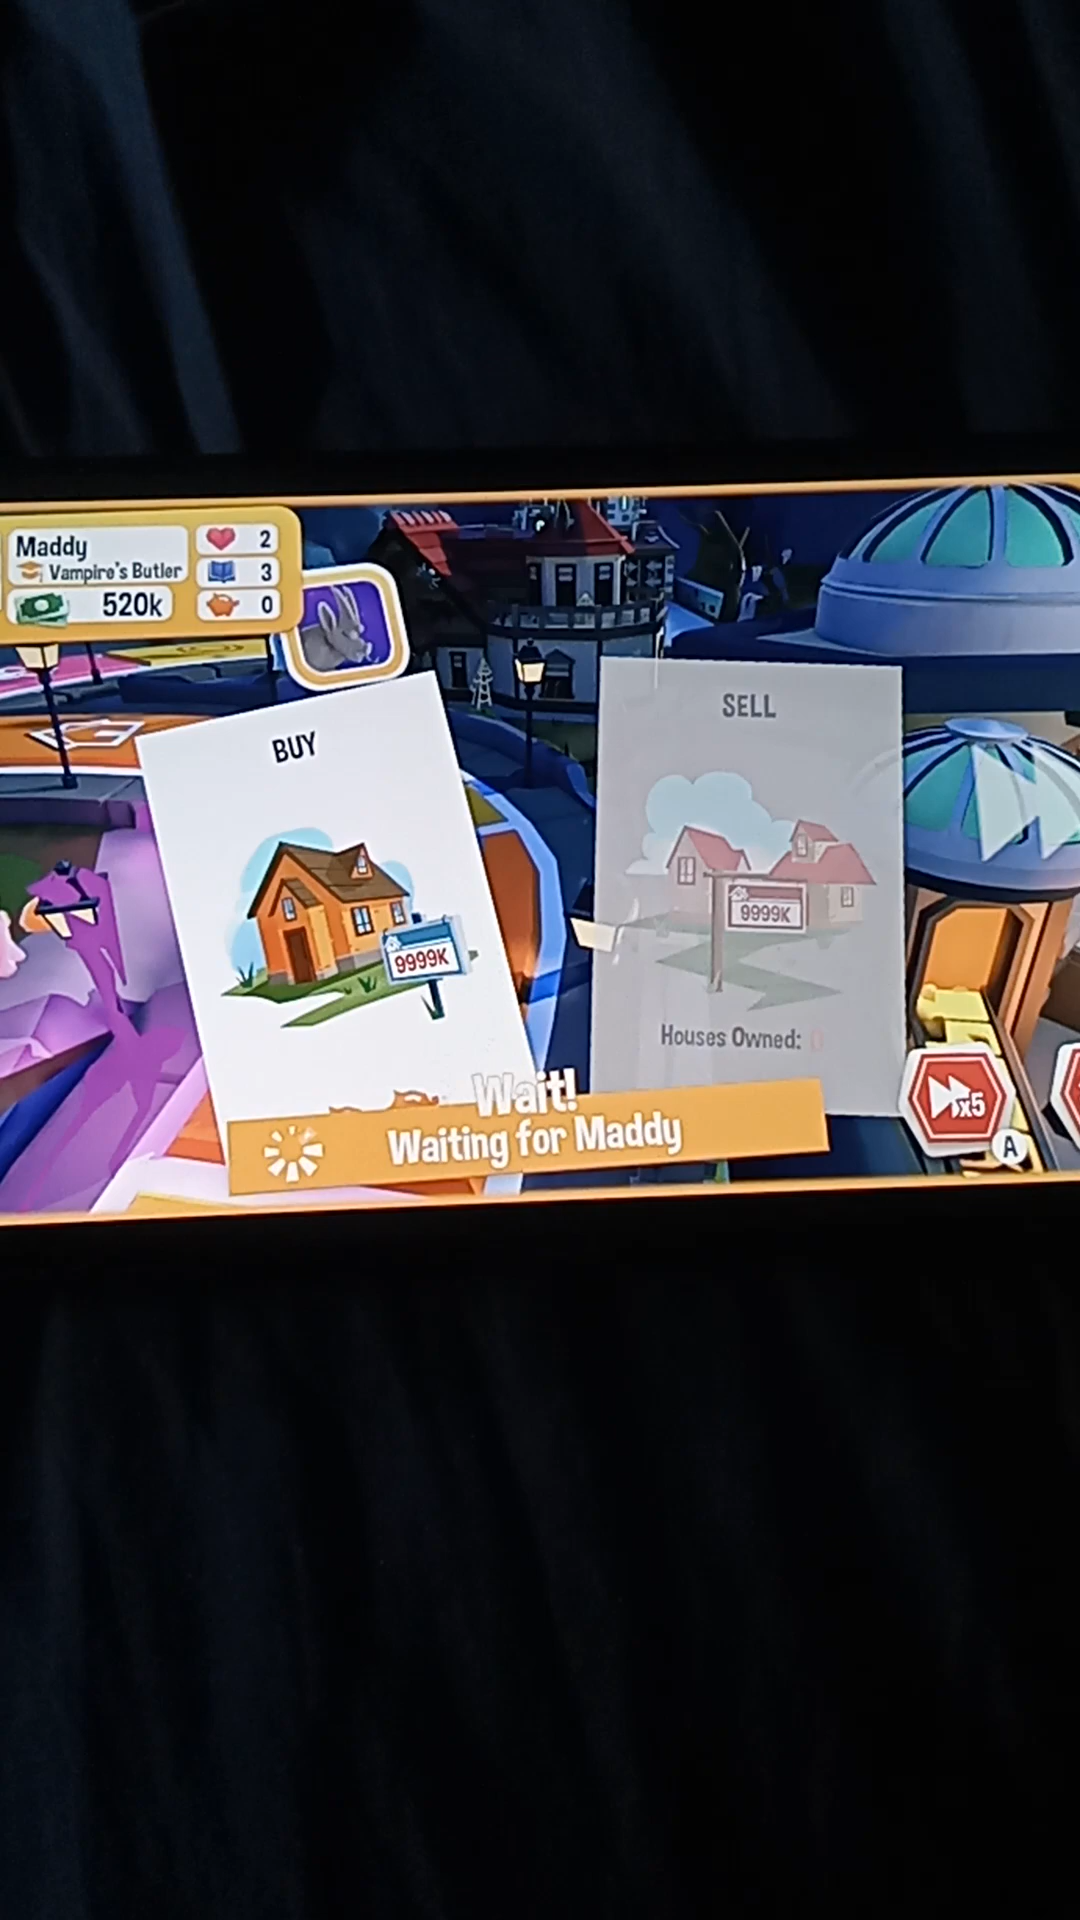 Maddy
Vampire's Butler
520k
2
3
0
BUY
9999K
SELL
9999K
Houses Owned:
x5
A
Wait!
Waiting for Maddy